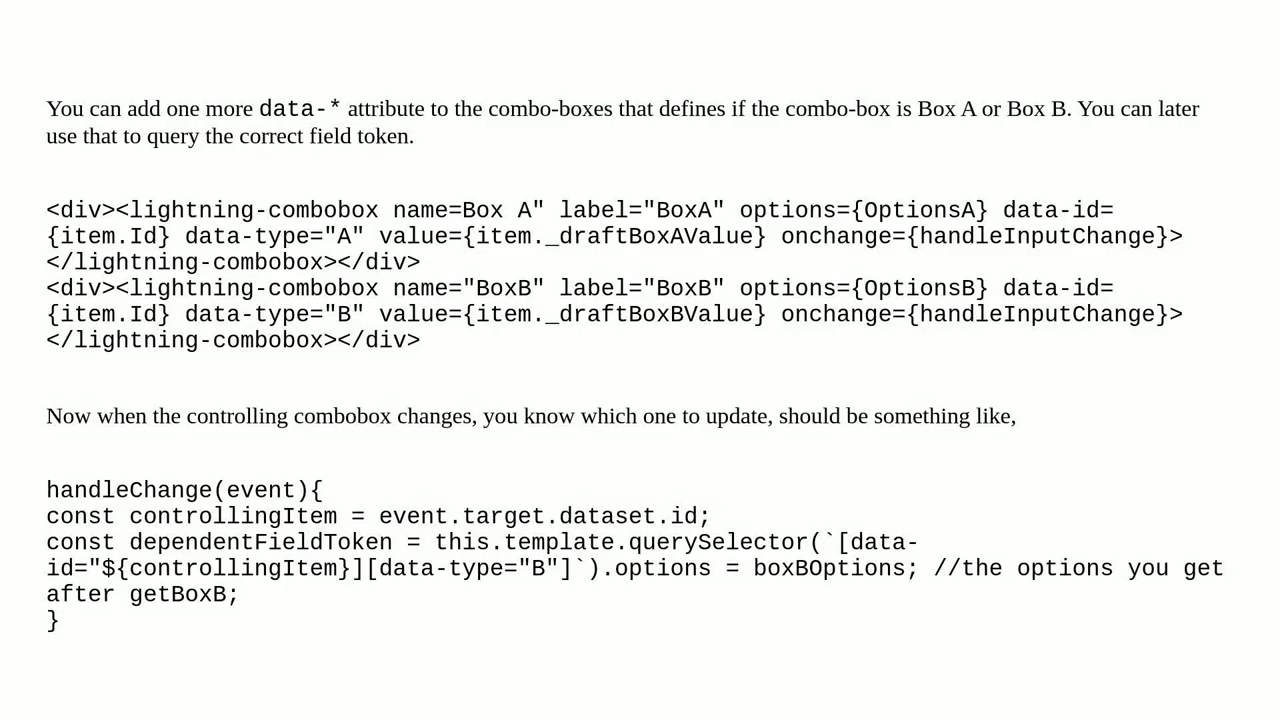 You can add one more data-* attribute to the combo-boxes that defines if the combo-box is Box A or Box B. You can later
use that to query the correct field token.
<div><lightning-combobox name=Box A" label="BoxA" options={OptionsA} data-id=
{item.Id} data-type="A" value={item._draftBoxAValue} onchange={handleInputChange}>
</lightning-combobox></div>
<div><lightning-combobox name="BoxB" label="BoxB" options={OptionsB} data-id=
{item.Id} data-type="B" value={item._draftBoxBValue} onchange={handleInputChange}>
</lightning-combobox></div>
Now when the controlling combobox changes, you know which one to update, should be something like,
handleChange(event){
const controllingItem = event.target.dataset.id;
const dependentFieldToken = this.template.querySelector(`[data-
id="${controllingItem}][data-type="B"]`).options = boxBOptions; //the options you get
after getBoxB;
}